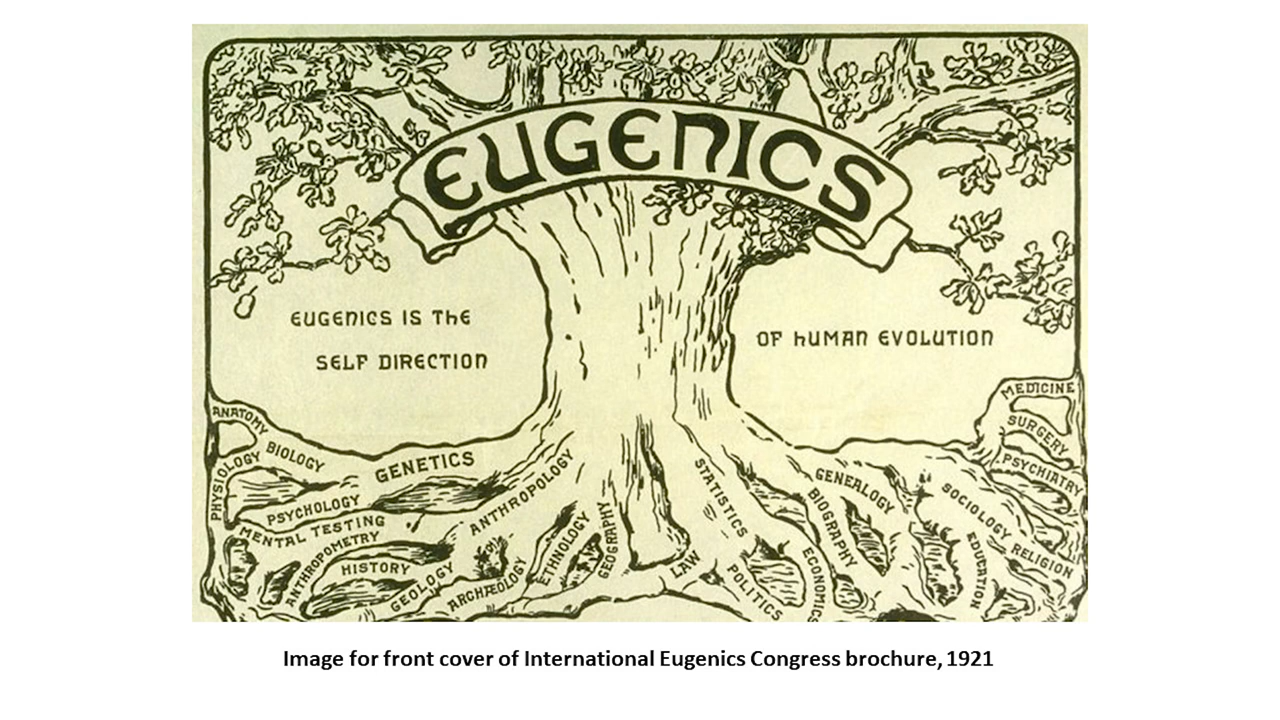 EUGENICS
EUGENICS IS THE
SELF DIRECTION
OF HUMAN EVOLUTION
ANATOMY
PHYSIOLOGY
BIOLOGY
GENETICS
PSYCHOLOGY
MENTAL TESTING
ANTHROPOMETRY
HISTORY
GEOLOGY
ANTHROPOLOGY
ARCHÆOLOGY
ETHNOLOGY
GEOGRAPHY
LAW
STATISTICS
POLITICS
ECONOMICS
BIOGRAPHY
GENEALOGY
EDUCATION
SOCIOLOGY
RELIGION
PSYCHIATRY
SURGERY
MEDICINE
Image for front cover of International Eugenics Congress brochure, 1921